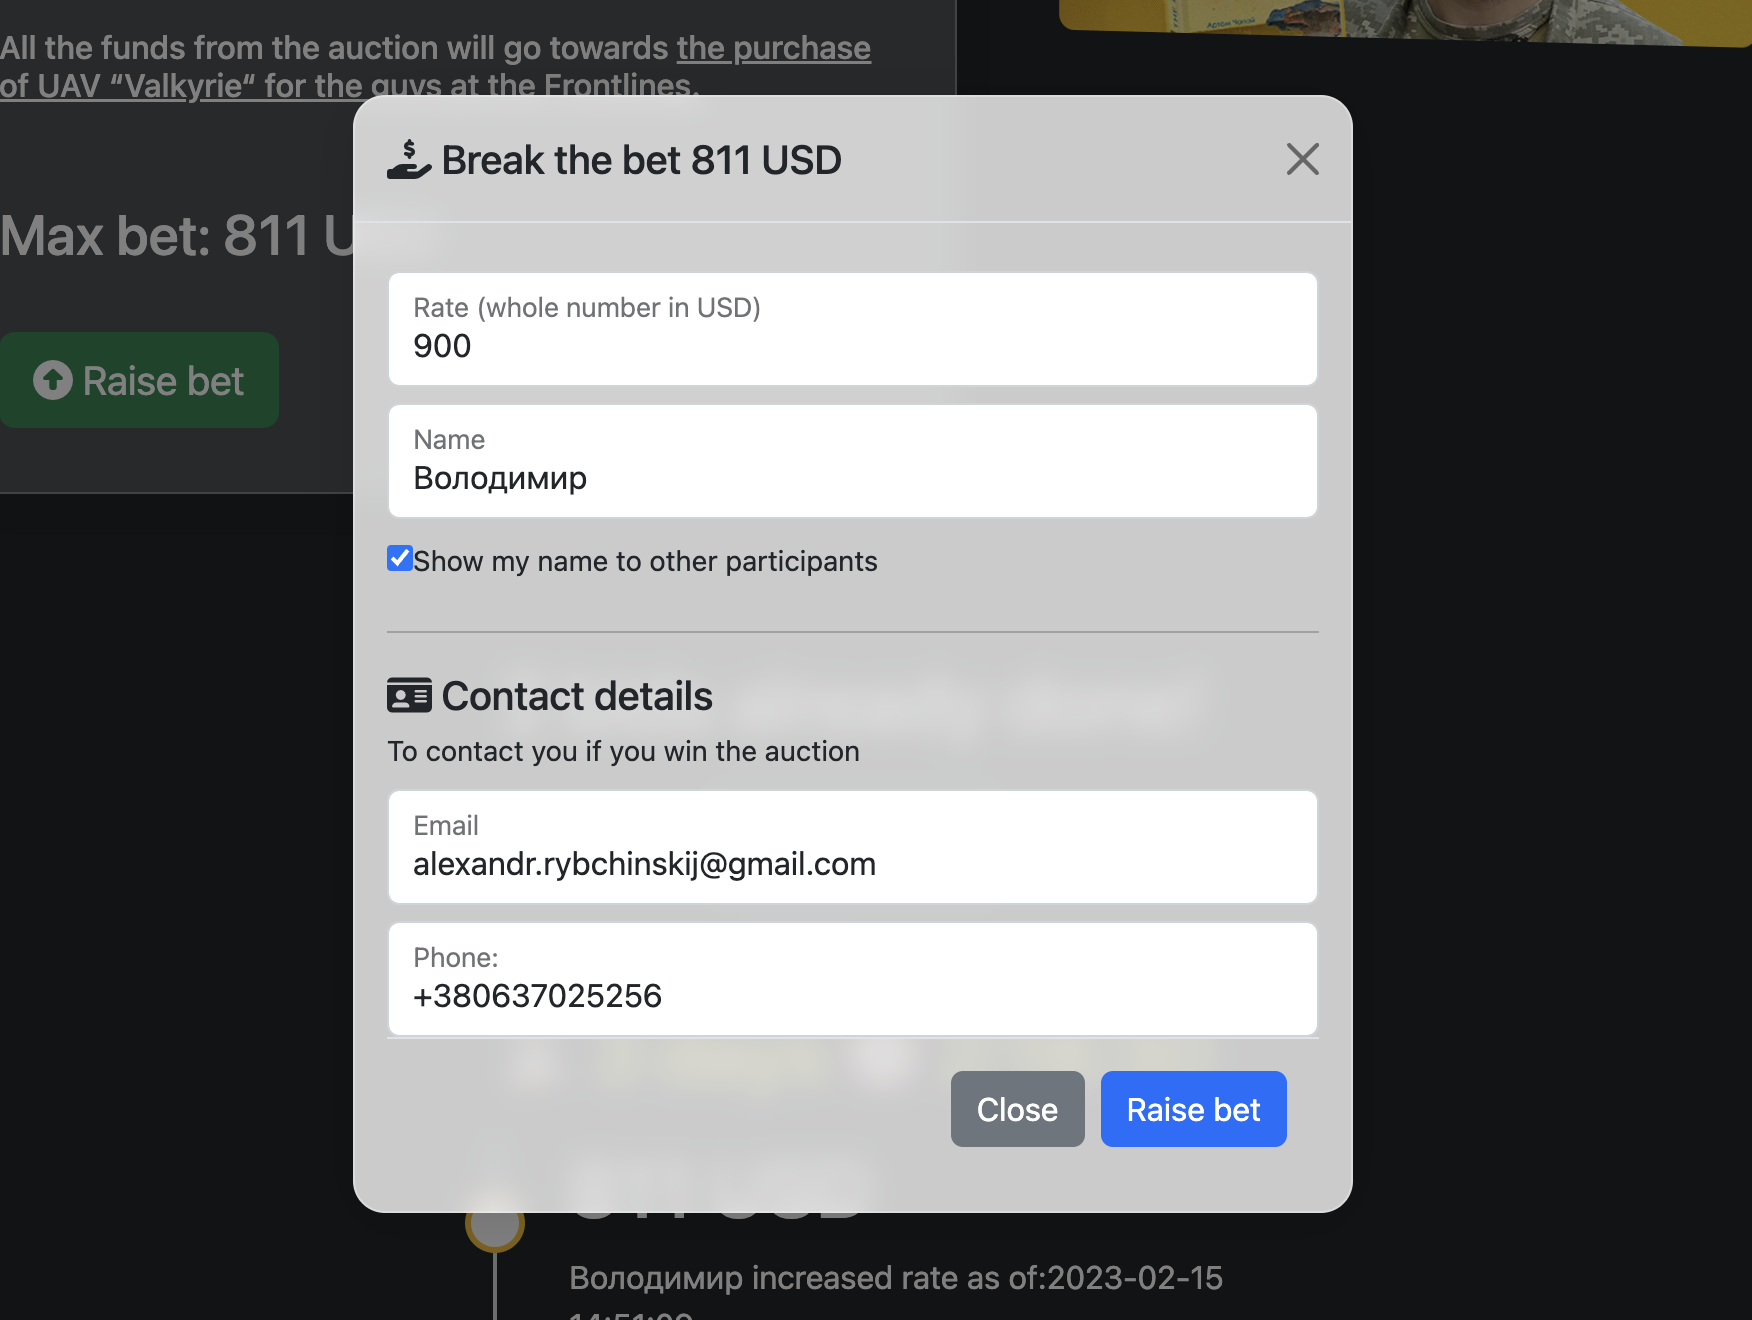 All the funds from the auction will go towards the purchase
of UAV “Valkyrie“ for the guys at the Frontlines.
Break the bet 811 USD
Max bet: 811 U
Rate (whole number in USD)
900
Raise bet
Name
Володимир
Show my name to other participants
Contact details
To contact you if you win the auction
Email
alexandr.rybchinskij@gmail.com
Phone:
+380637025256
Close
Raise bet
811 USD
Володимир increased rate as of:2023-02-15